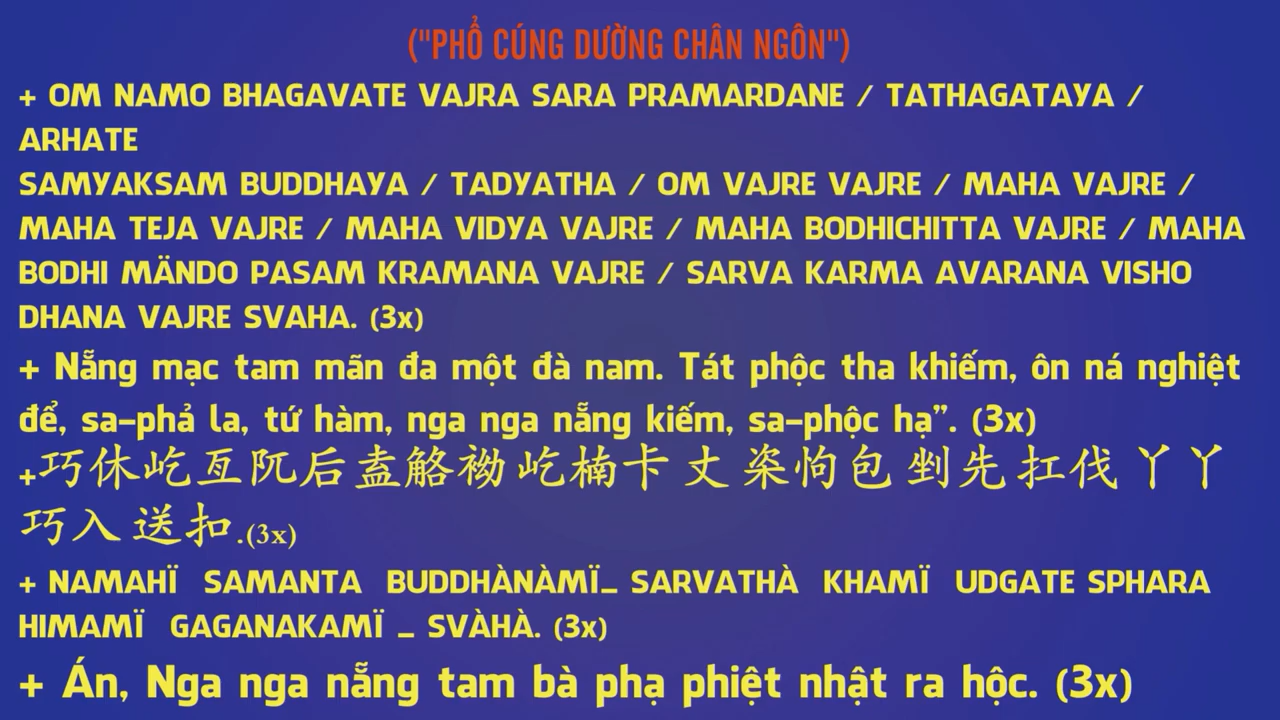 ("PHỔ CÚNG DƯỜNG CHÂN NGÔN")
+ OM NAMO BHAGAVATE VAJRA SARA PRAMARDANE / TATHAGATAYA /
ARHATE
SAMYAKSAM BUDDHAYA / TADYATHA / OM VAJRE VAJRE / MAHA VAJRE /
MAHA TEJA VAJRE / MAHA VIDYA VAJRE / MAHA BODHICHITTA VAJRE / MAHA
BODHI MÄNDO PASAM KRAMANA VAJRE / SARVA KARMA AVARANA VISHO
DHANA VAJRE SVAHA. (3x)
+ Nẵng mạc tam mãn đa một đà nam. Tát phộc tha khiếm, ôn ná nghiệt
để, sa-phả la, tứ hàm, nga nga nẵng kiếm, sa-phộc hạ”. (3x)
+巧休屹亙阢后盍觡袎屹楠卡丈栥怐包剉先扛伐丫丫
巧入送扣.(3x)
+ NAMAHÏ SAMANTA BUDDHÀNÀMÏ_ SARVATHÀ KHAMÏ UDGATE SPHARA
HIMAMÏ GAGANAKAMÏ _ SVÀHÀ. (3x)
+ Án, Nga nga nẵng tam bà phạ phiệt nhật ra hộc. (3x)